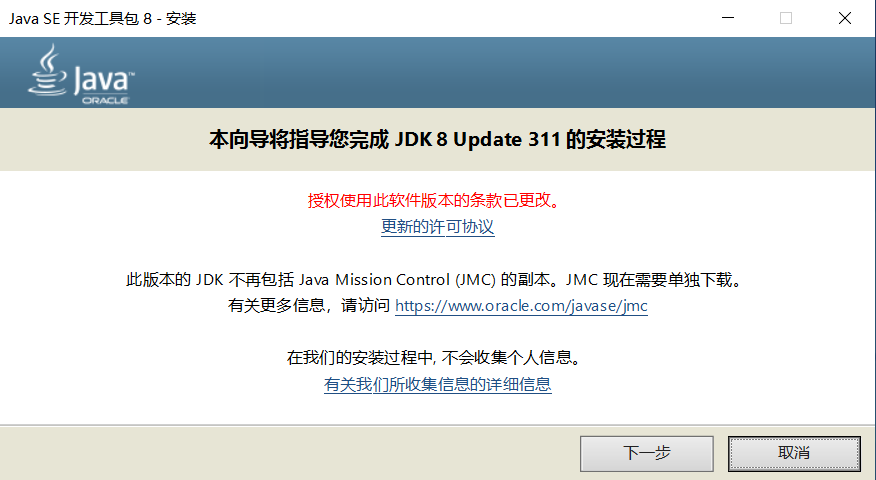 Java SE 开发工具包 8 - 安装
Java™
ORACLE
本向导将指导您完成 JDK 8 Update 311 的安装过程
授权使用此软件版本的条款已更改。
更新的许可协议
此版本的 JDK 不再包括 Java Mission Control (JMC) 的副本。JMC 现在需要单独下载。
有关更多信息，请访问 https://www.oracle.com/javase/jmc
在我们的安装过程中, 不会收集个人信息。
有关我们所收集信息的详细信息
下一步
取消